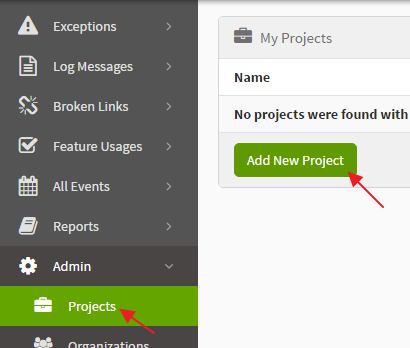 Exceptions
Log Messages
Broken Links
Feature Usages
All Events
Reports
Admin
Projects
Organizations
My Projects
Name
No projects were found with
Add New Project